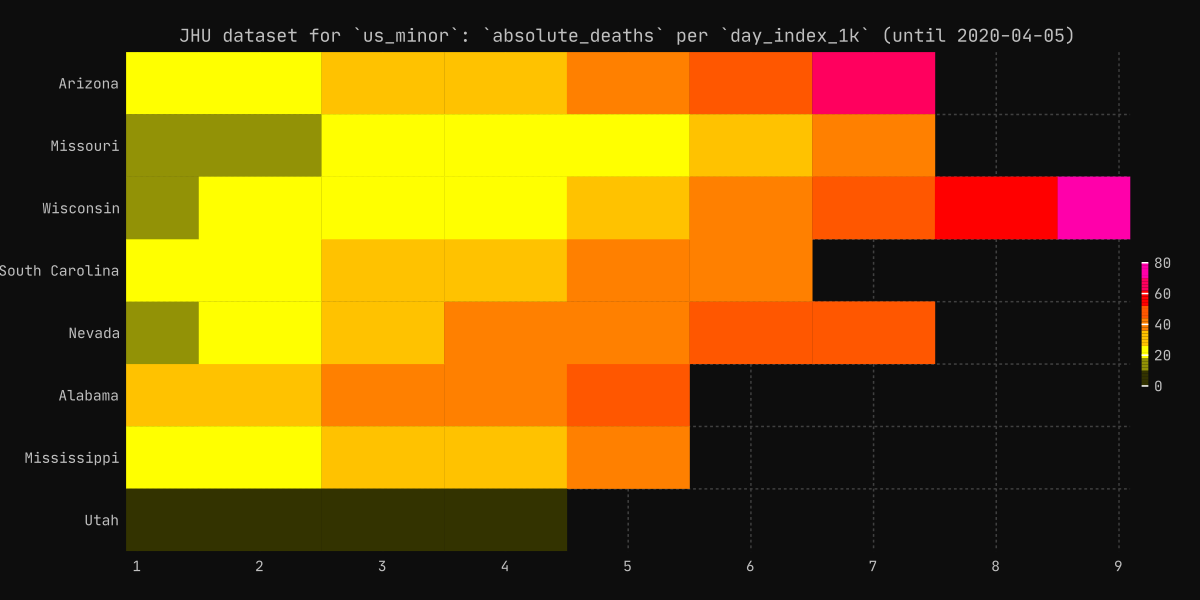 JHU dataset for `us_minor`: `absolute_deaths` per `day_index_1k` (until 2020-04-05)
Arizona
Missouri
Wisconsin
South Carolina
Nevada
Alabama
Mississippi
Utah
1 2 3 4 5 6 7 8 9
80
60
40
20
0